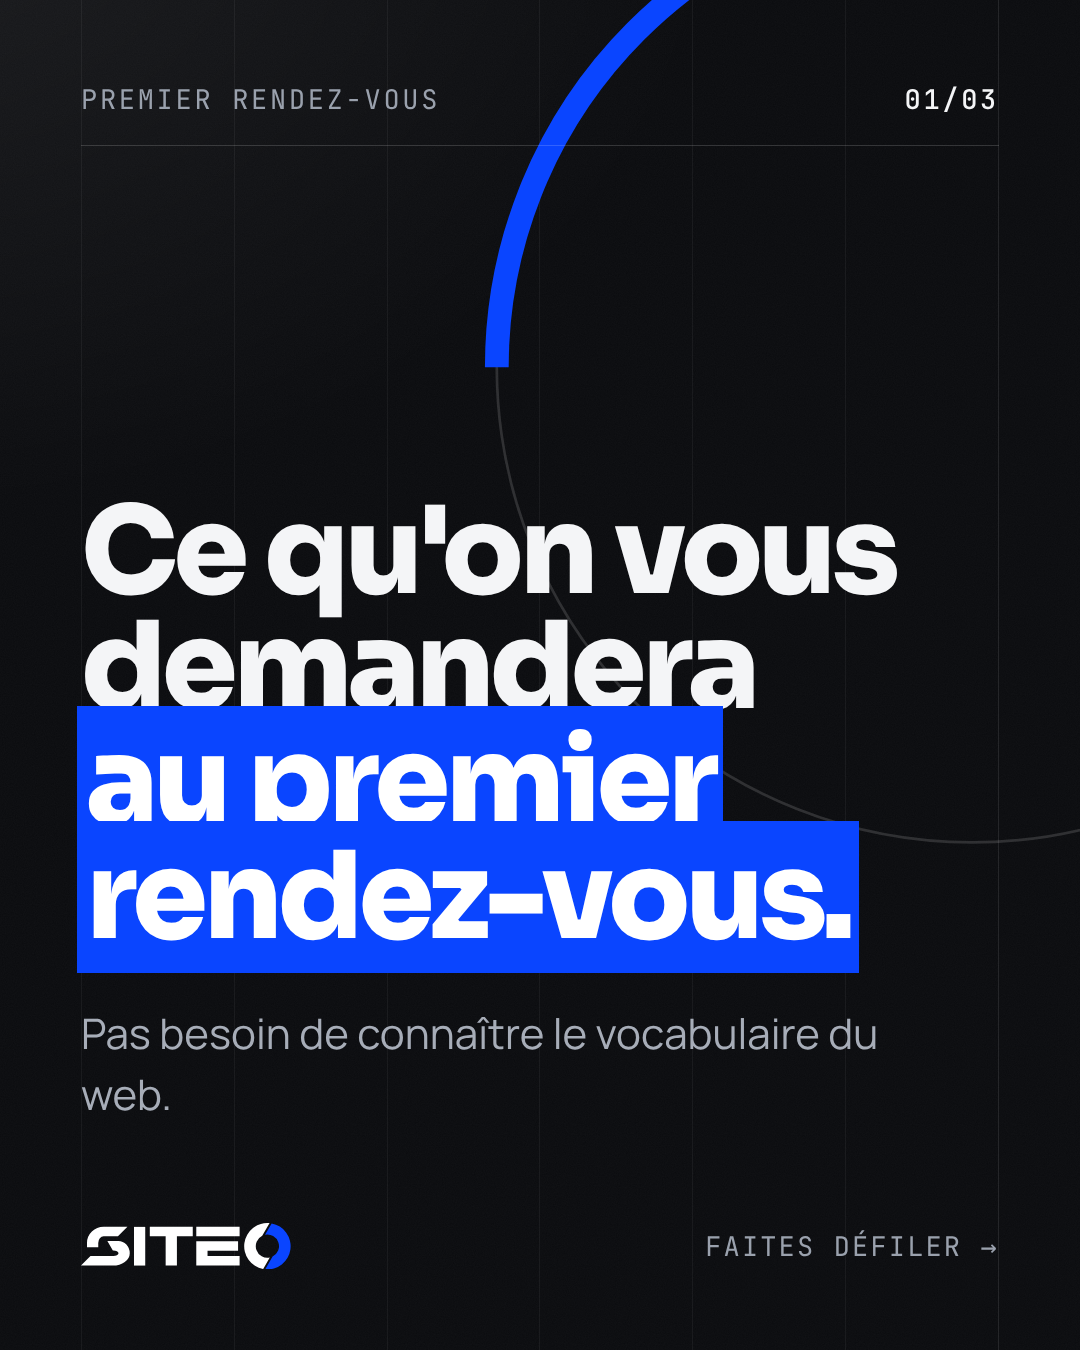 PREMIER RENDEZ-VOUS
01/03
Ce qu'on vous
demandera
au premier
rendez-vous.
Pas besoin de connaître le vocabulaire du
web.
SITEO
FAITES DÉFILER →